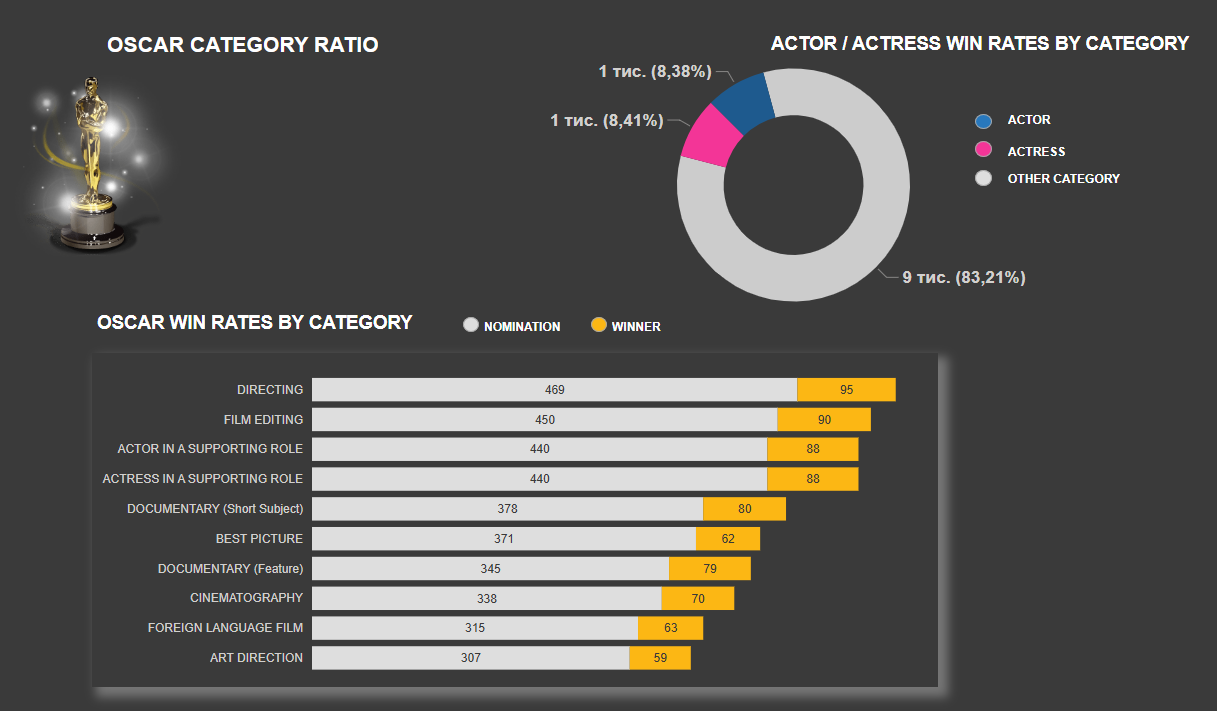 OSCAR CATEGORY RATIO
ACTOR / ACTRESS WIN RATES BY CATEGORY
1 тис. (8,38%)
1 тис. (8,41%)
9 тис. (83,21%)
ACTOR
ACTRESS
OTHER CATEGORY
OSCAR WIN RATES BY CATEGORY
NOMINATION
WINNER
DIRECTING 469 95
FILM EDITING 450 90
ACTOR IN A SUPPORTING ROLE 440 88
ACTRESS IN A SUPPORTING ROLE 440 88
DOCUMENTARY (Short Subject) 378 80
BEST PICTURE 371 62
DOCUMENTARY (Feature) 345 79
CINEMATOGRAPHY 338 70
FOREIGN LANGUAGE FILM 315 63
ART DIRECTION 307 59